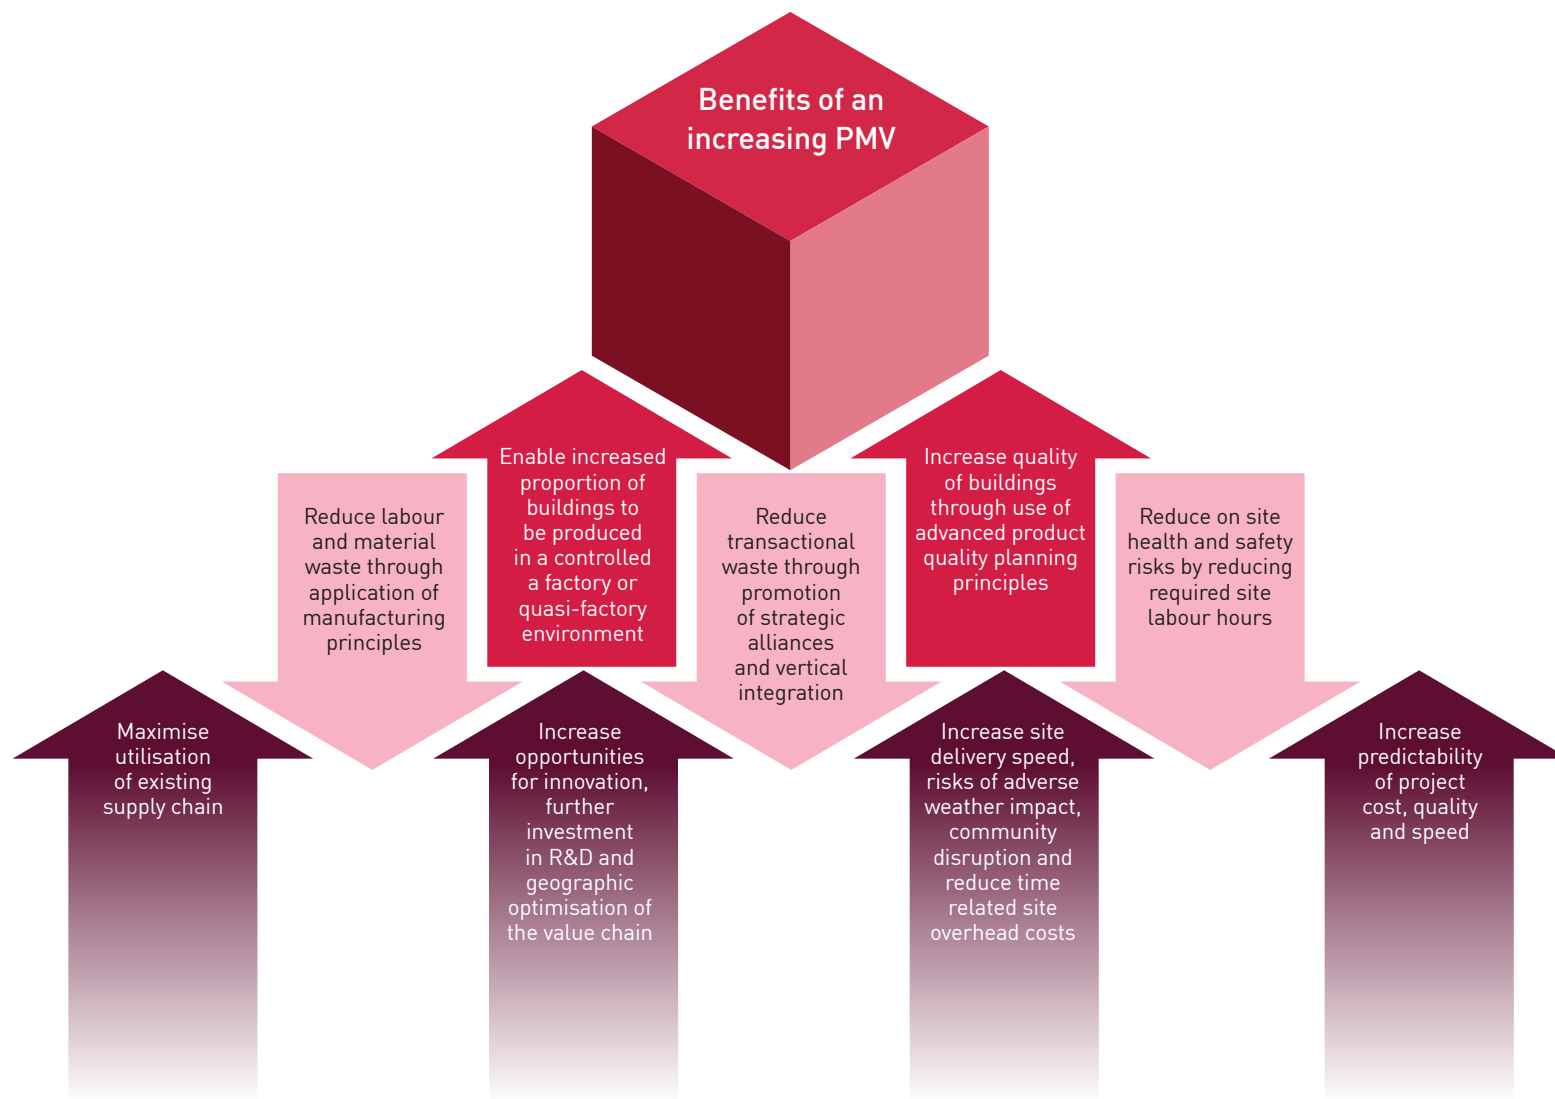 Benefits of an
increasing PMV
Enable increased
proportion of
buildings to
be produced
in a controlled
a factory or
quasi-factory
environment
Increase quality
of buildings
through use of
advanced product
quality planning
principles
Reduce labour
and material
waste through
application of
manufacturing
principles
Reduce
transactional
waste through
promotion
of strategic
alliances
and vertical
integration
Reduce on site
health and safety
risks by reducing
required site
labour hours
Maximise
utilisation
of existing
supply chain
Increase
opportunities
for innovation,
further
investment
in R&D and
geographic
optimisation of
the value chain
Increase site
delivery speed,
risks of adverse
weather impact,
community
disruption and
reduce time
related site
overhead costs
Increase
predictability
of project
cost, quality
and speed